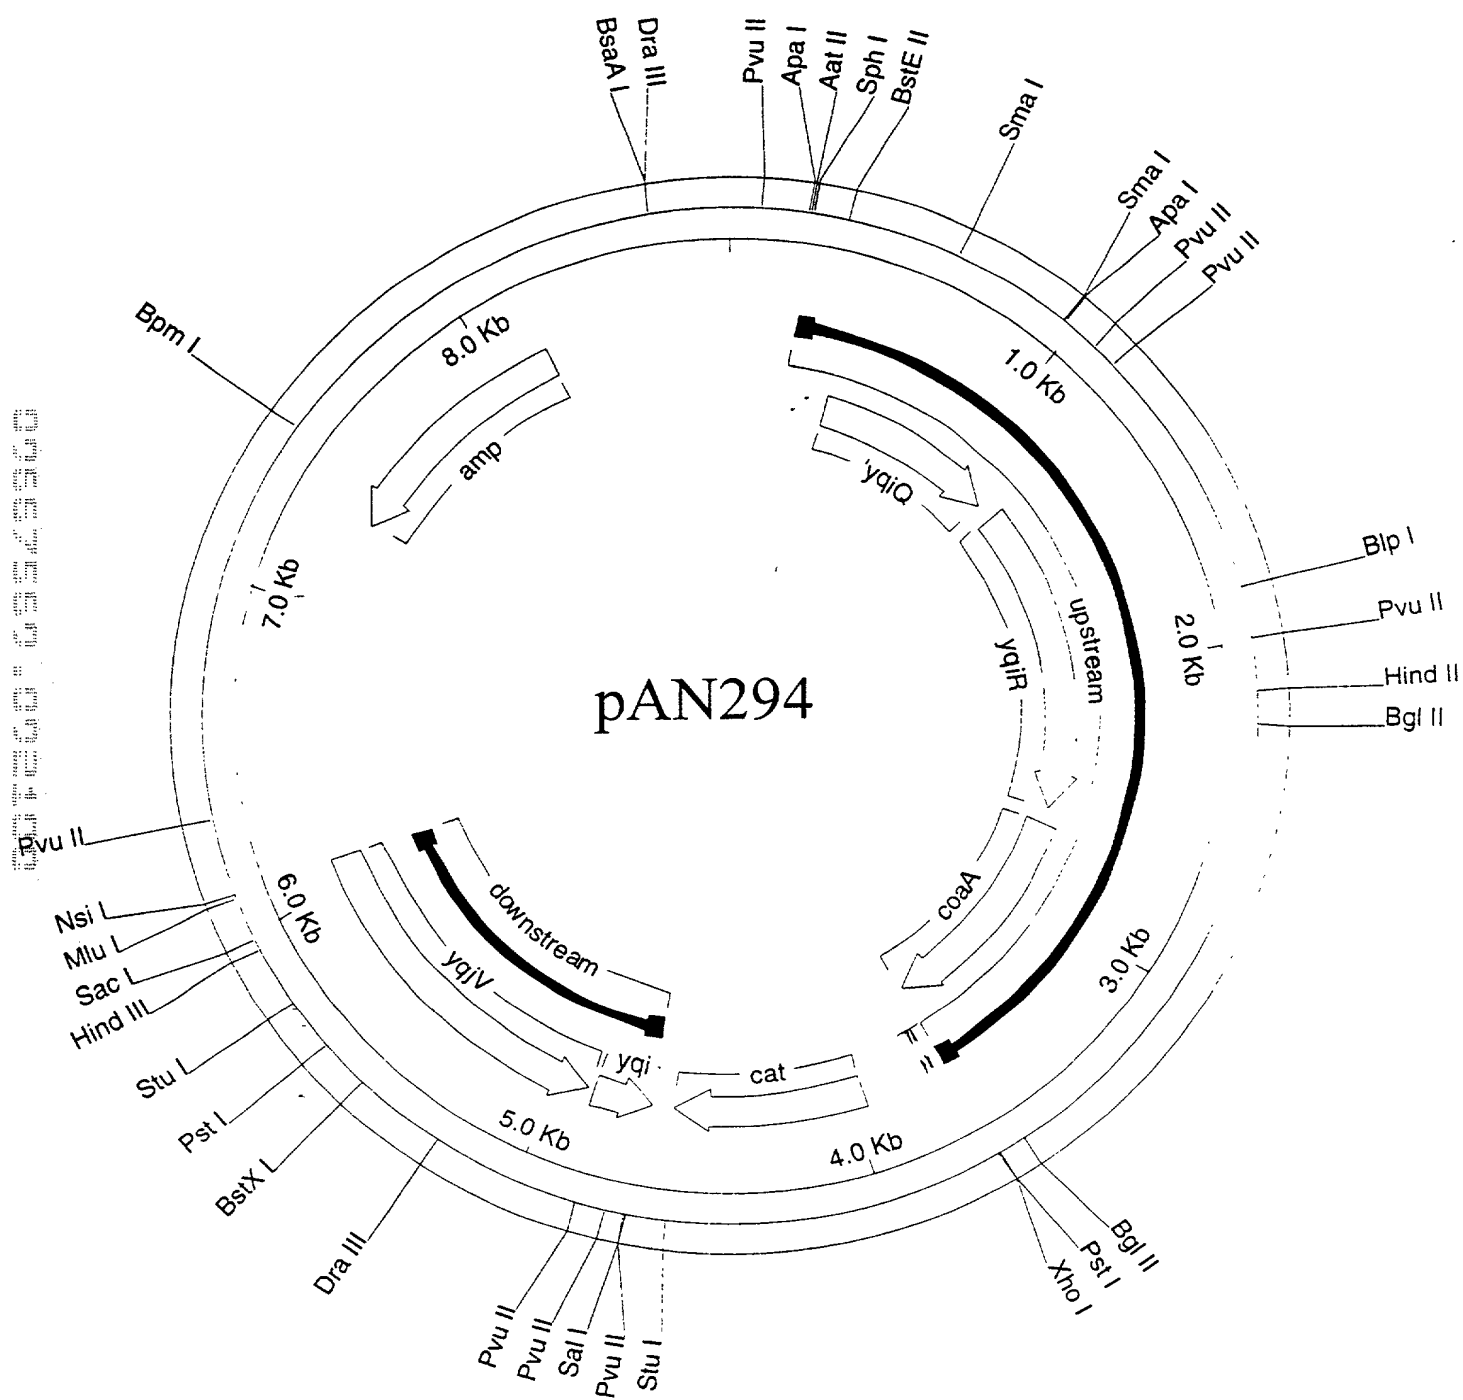 BsaA I
Dra III
Pvu II
Apa I
Aat II
Sph I
BstE II
Sma I
Sma I
Apa I
Pvu II
Pvu II
Blp I
Pvu II
Hind II
Bgl II
Bgl II
Pst I
Xho I
Stu I
Pvu II
Sal I
Pvu II
Pvu II
Dra III
BstX I
Pst I
Stu I
Hind III
Sac I
Mlu I
Nsi I
Pvu II
Bpm I
1.0 Kb
2.0 Kb
3.0 Kb
4.0 Kb
5.0 Kb
6.0 Kb
7.0 Kb
8.0 Kb
amp
'yqiQ
upstream
yqiR
coaA
cat
yqi
yqjV
downstream
pAN294